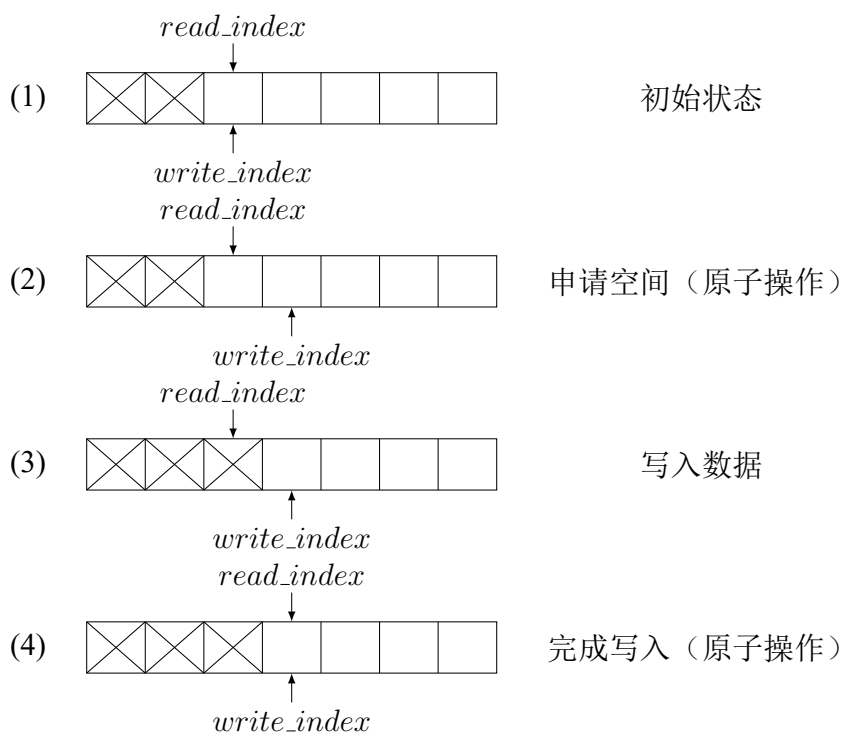 read_index
(1) 初始状态
write_index
read_index
(2) 申请空间（原子操作）
write_index
read_index
(3) 写入数据
write_index
read_index
(4) 完成写入（原子操作）
write_index